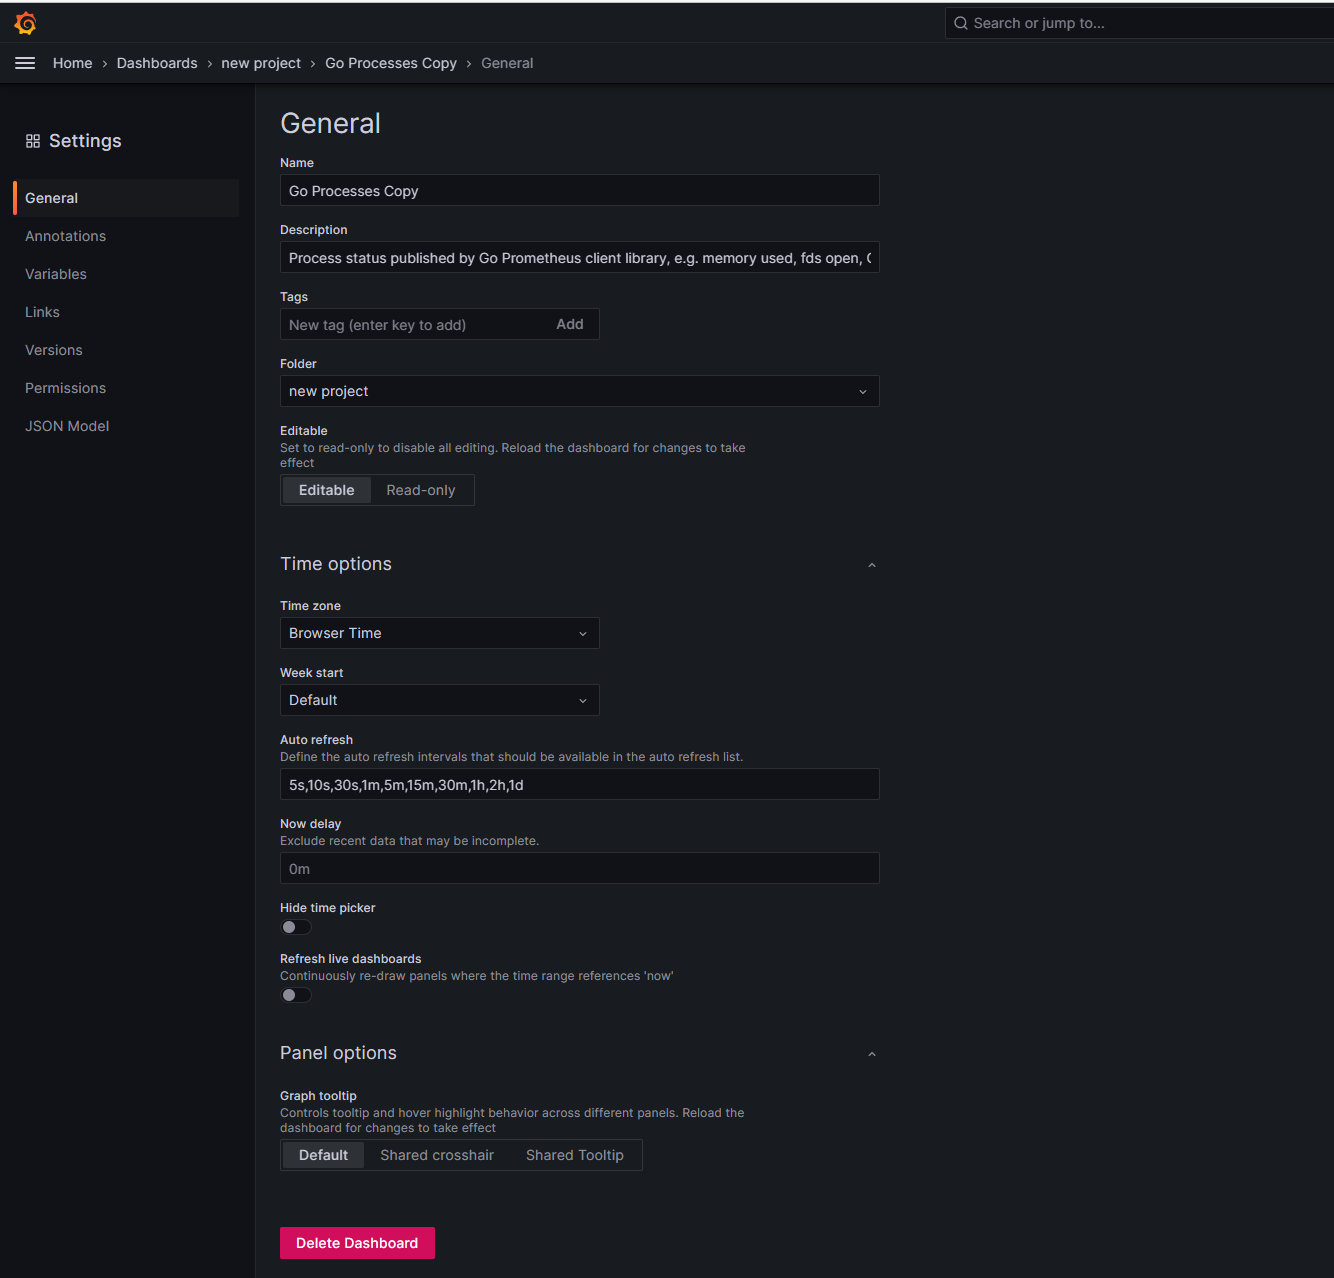 Search or jump to...
Home › Dashboards › new project › Go Processes Copy › General
Settings
General
Annotations
Variables
Links
Versions
Permissions
JSON Model
General
Name
Go Processes Copy
Description
Process status published by Go Prometheus client library, e.g. memory used, fds open,
Tags
New tag (enter key to add) Add
Folder
new project
Editable
Set to read-only to disable all editing. Reload the dashboard for changes to take
effect
Editable Read-only
Time options
Time zone
Browser Time
Week start
Default
Auto refresh
Define the auto refresh intervals that should be available in the auto refresh list.
5s,10s,30s,1m,5m,15m,30m,1h,2h,1d
Now delay
Exclude recent data that may be incomplete.
0m
Hide time picker
Refresh live dashboards
Continuously re-draw panels where the time range references 'now'
Panel options
Graph tooltip
Controls tooltip and hover highlight behavior across different panels. Reload the
dashboard for changes to take effect
Default Shared crosshair Shared Tooltip
Delete Dashboard